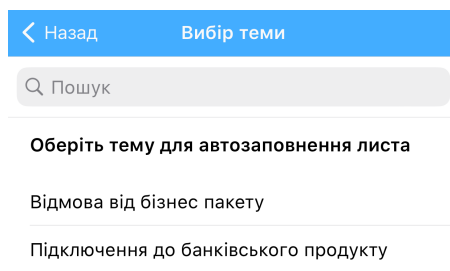 Назад
Вибір теми
Пошук
Оберіть тему для автозаповнення листа
Відмова від бізнес пакету
Підключення до банківського продукту